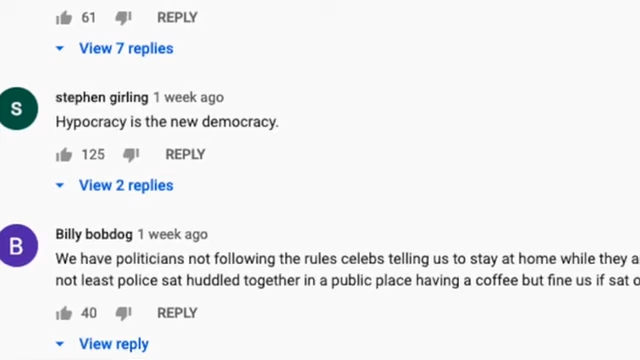 61 REPLY
View 7 replies
S stephen girling 1 week ago
Hypocracy is the new democracy.
125 REPLY
View 2 replies
B Billy bobdog 1 week ago
We have politicians not following the rules celebs telling us to stay at home while they
not least police sat huddled together in a public place having a coffee but fine us if sat
40 REPLY
View reply